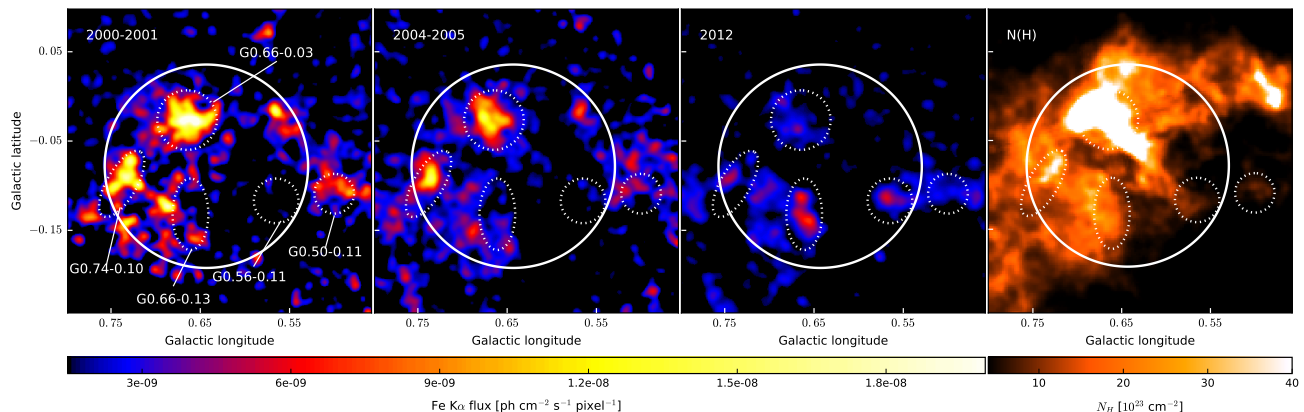 2000-2001
2004-2005
2012
N(H)
G0.66-0.03
G0.74-0.10
G0.66-0.13
G0.56-0.11
G0.50-0.11
Galactic latitude
0.05
−0.05
−0.15
0.75 0.65 0.55
0.75 0.65 0.55
0.75 0.65 0.55
0.75 0.65 0.55
Galactic longitude
Galactic longitude
Galactic longitude
Galactic longitude
3e-09 6e-09 9e-09 1.2e-08 1.5e-08 1.8e-08
10 20 30 40
Fe Kα flux [ph cm⁻² s⁻¹ pixel⁻¹]
N_H [10²³ cm⁻²]